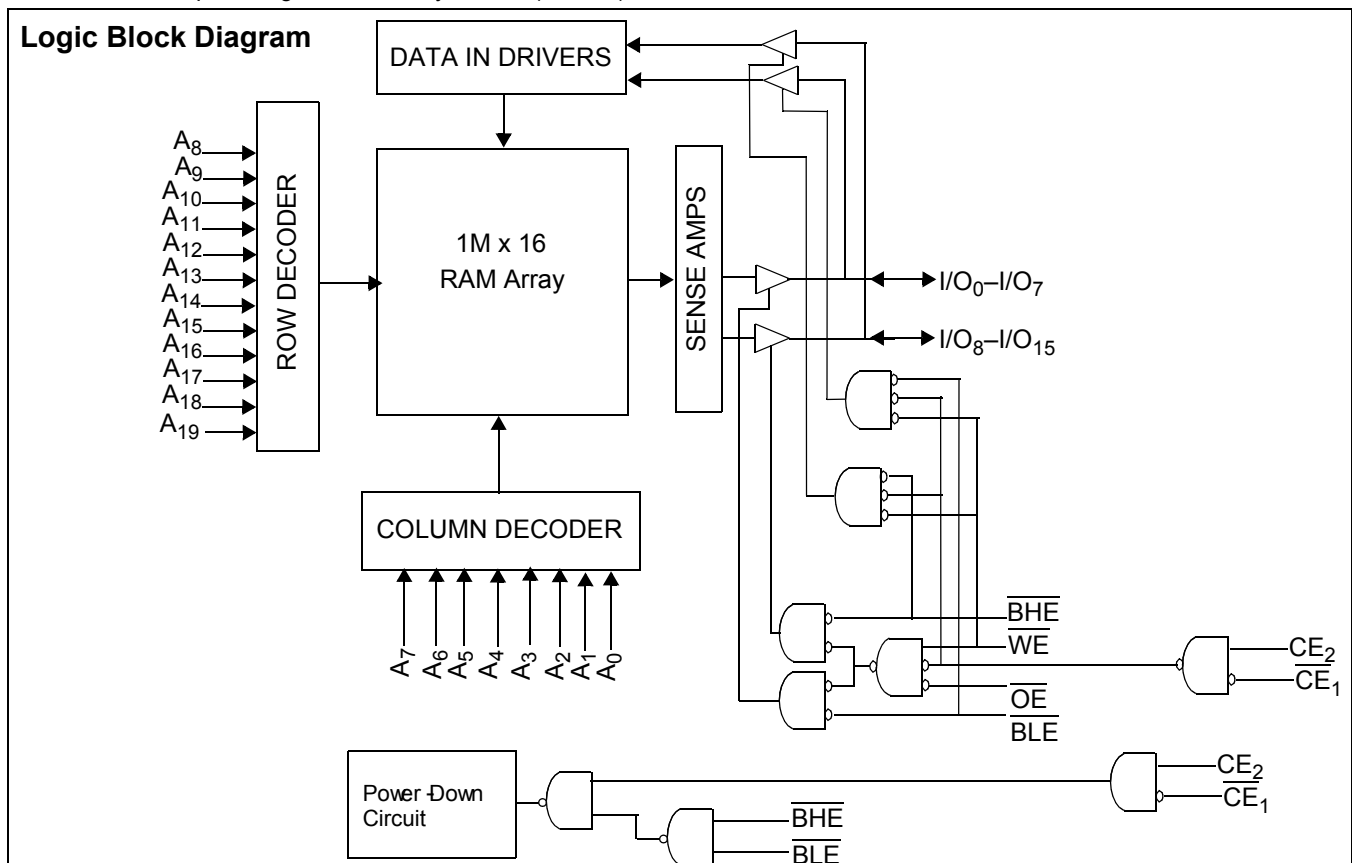 Logic Block Diagram
DATA IN DRIVERS
A8
A9
A10
A11
A12
A13
A14
A15
A16
A17
A18
A19
ROW DECODER
1M x 16
RAM Array
SENSE AMPS
I/O0–I/O7
I/O8–I/O15
COLUMN DECODER
A7
A6
A5
A4
A3
A2
A1
A0
BHE
WE
OE
BLE
CE2
CE1
Power -Down
Circuit
BHE
BLE
CE2
CE1